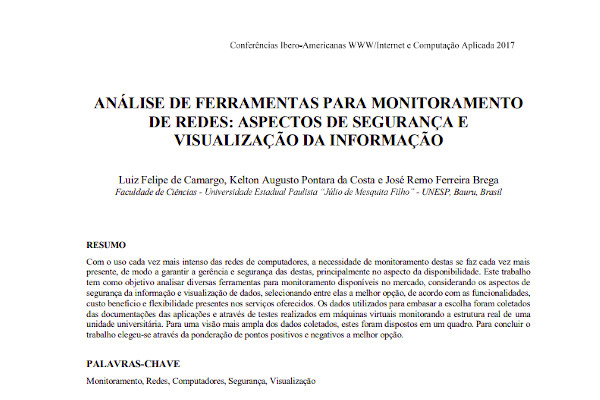 Conferências Ibero-Americanas WWW/Internet e Computação Aplicada 2017
ANÁLISE DE FERRAMENTAS PARA MONITORAMENTO
DE REDES: ASPECTOS DE SEGURANÇA E
VISUALIZAÇÃO DA INFORMAÇÃO
Luiz Felipe de Camargo, Kelton Augusto Pontara da Costa e José Remo Ferreira Brega
Faculdade de Ciências - Universidade Estadual Paulista “Júlio de Mesquita Filho” - UNESP, Bauru, Brasil
RESUMO
Com o uso cada vez mais intenso das redes de computadores, a necessidade de monitoramento destas se faz cada vez mais
presente, de modo a garantir a gerência e segurança das destas, principalmente no aspecto da disponibilidade. Este trabalho
tem como objetivo analisar diversas ferramentas para monitoramento disponíveis no mercado, considerando os aspectos de
segurança da informação e visualização de dados, selecionando entre elas a melhor opção, de acordo com as funcionalidades,
custo benefício e flexibilidade presentes nos serviços oferecidos. Os dados utilizados para embasar a escolha foram coletados
das documentações das aplicações e através de testes realizados em máquinas virtuais monitorando a estrutura real de uma
unidade universitária. Para uma visão mais ampla dos dados coletados, estes foram dispostos em um quadro. Para concluir o
trabalho elegeu-se através da ponderação de pontos positivos e negativos a melhor opção.
PALAVRAS-CHAVE
Monitoramento, Redes, Computadores, Segurança, Visualização